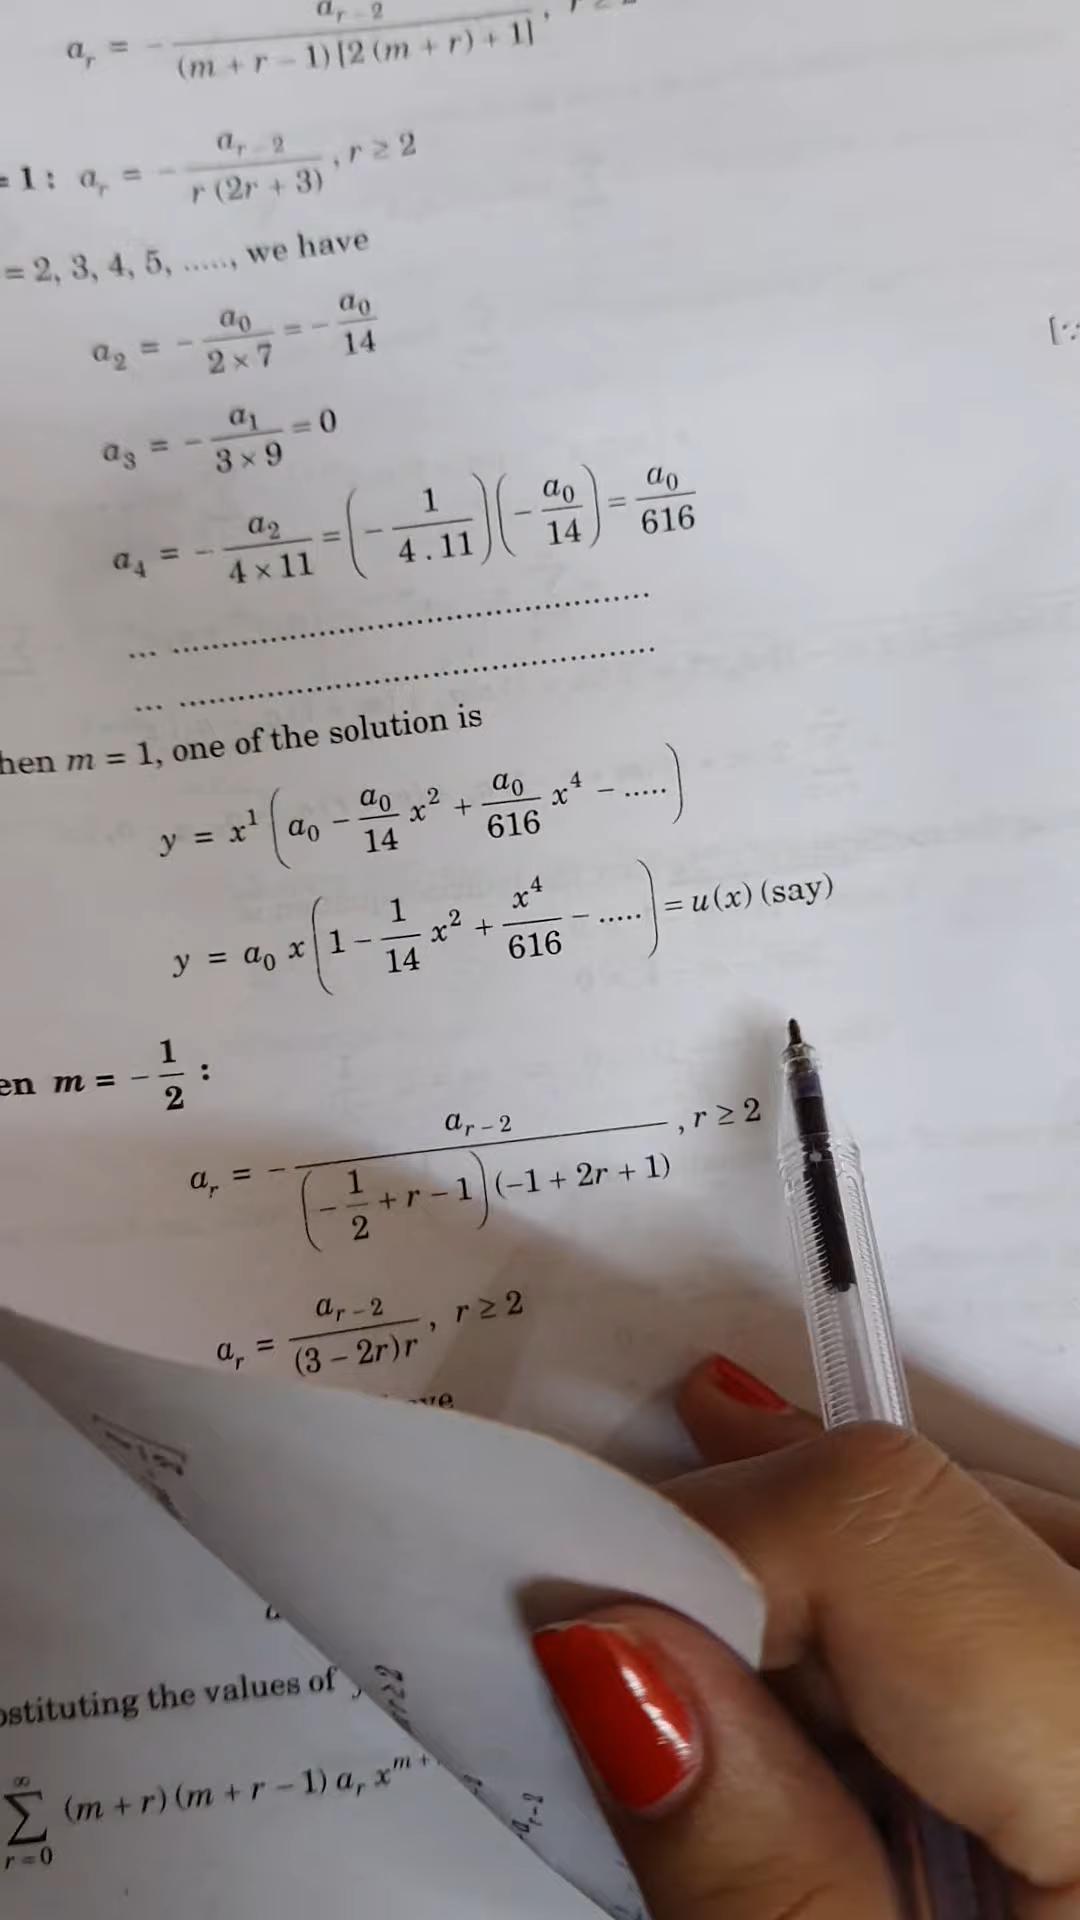 a_r = - a_{r-2} / (m + r - 1) [2 (m + r) + 1] , r ≥
= 1 : a_r = - a_{r-2} / r (2r + 3) , r ≥ 2
= 2, 3, 4, 5, ....., we have
a_2 = - a_0 / 2 × 7 = - a_0 / 14
[∵
a_3 = - a_1 / 3 × 9 = 0
a_4 = - a_2 / 4 × 11 = (- 1 / 4 . 11) (- a_0 / 14) = a_0 / 616
... ................................................
... ................................................
hen m = 1, one of the solution is
y = x^1 (a_0 - a_0 / 14 x^2 + a_0 / 616 x^4 - .....)
y = a_0 x (1 - 1 / 14 x^2 + x^4 / 616 - .....) = u(x) (say)
en m = - 1 / 2 :
a_r = - a_{r-2} / (- 1 / 2 + r - 1) (-1 + 2r + 1) , r ≥ 2
a_r = a_{r-2} / (3 - 2r) r , r ≥ 2
ostituting the values of
∞ ∑ r = 0 (m + r) (m + r - 1) a_r x^{m +
a_{r-2}